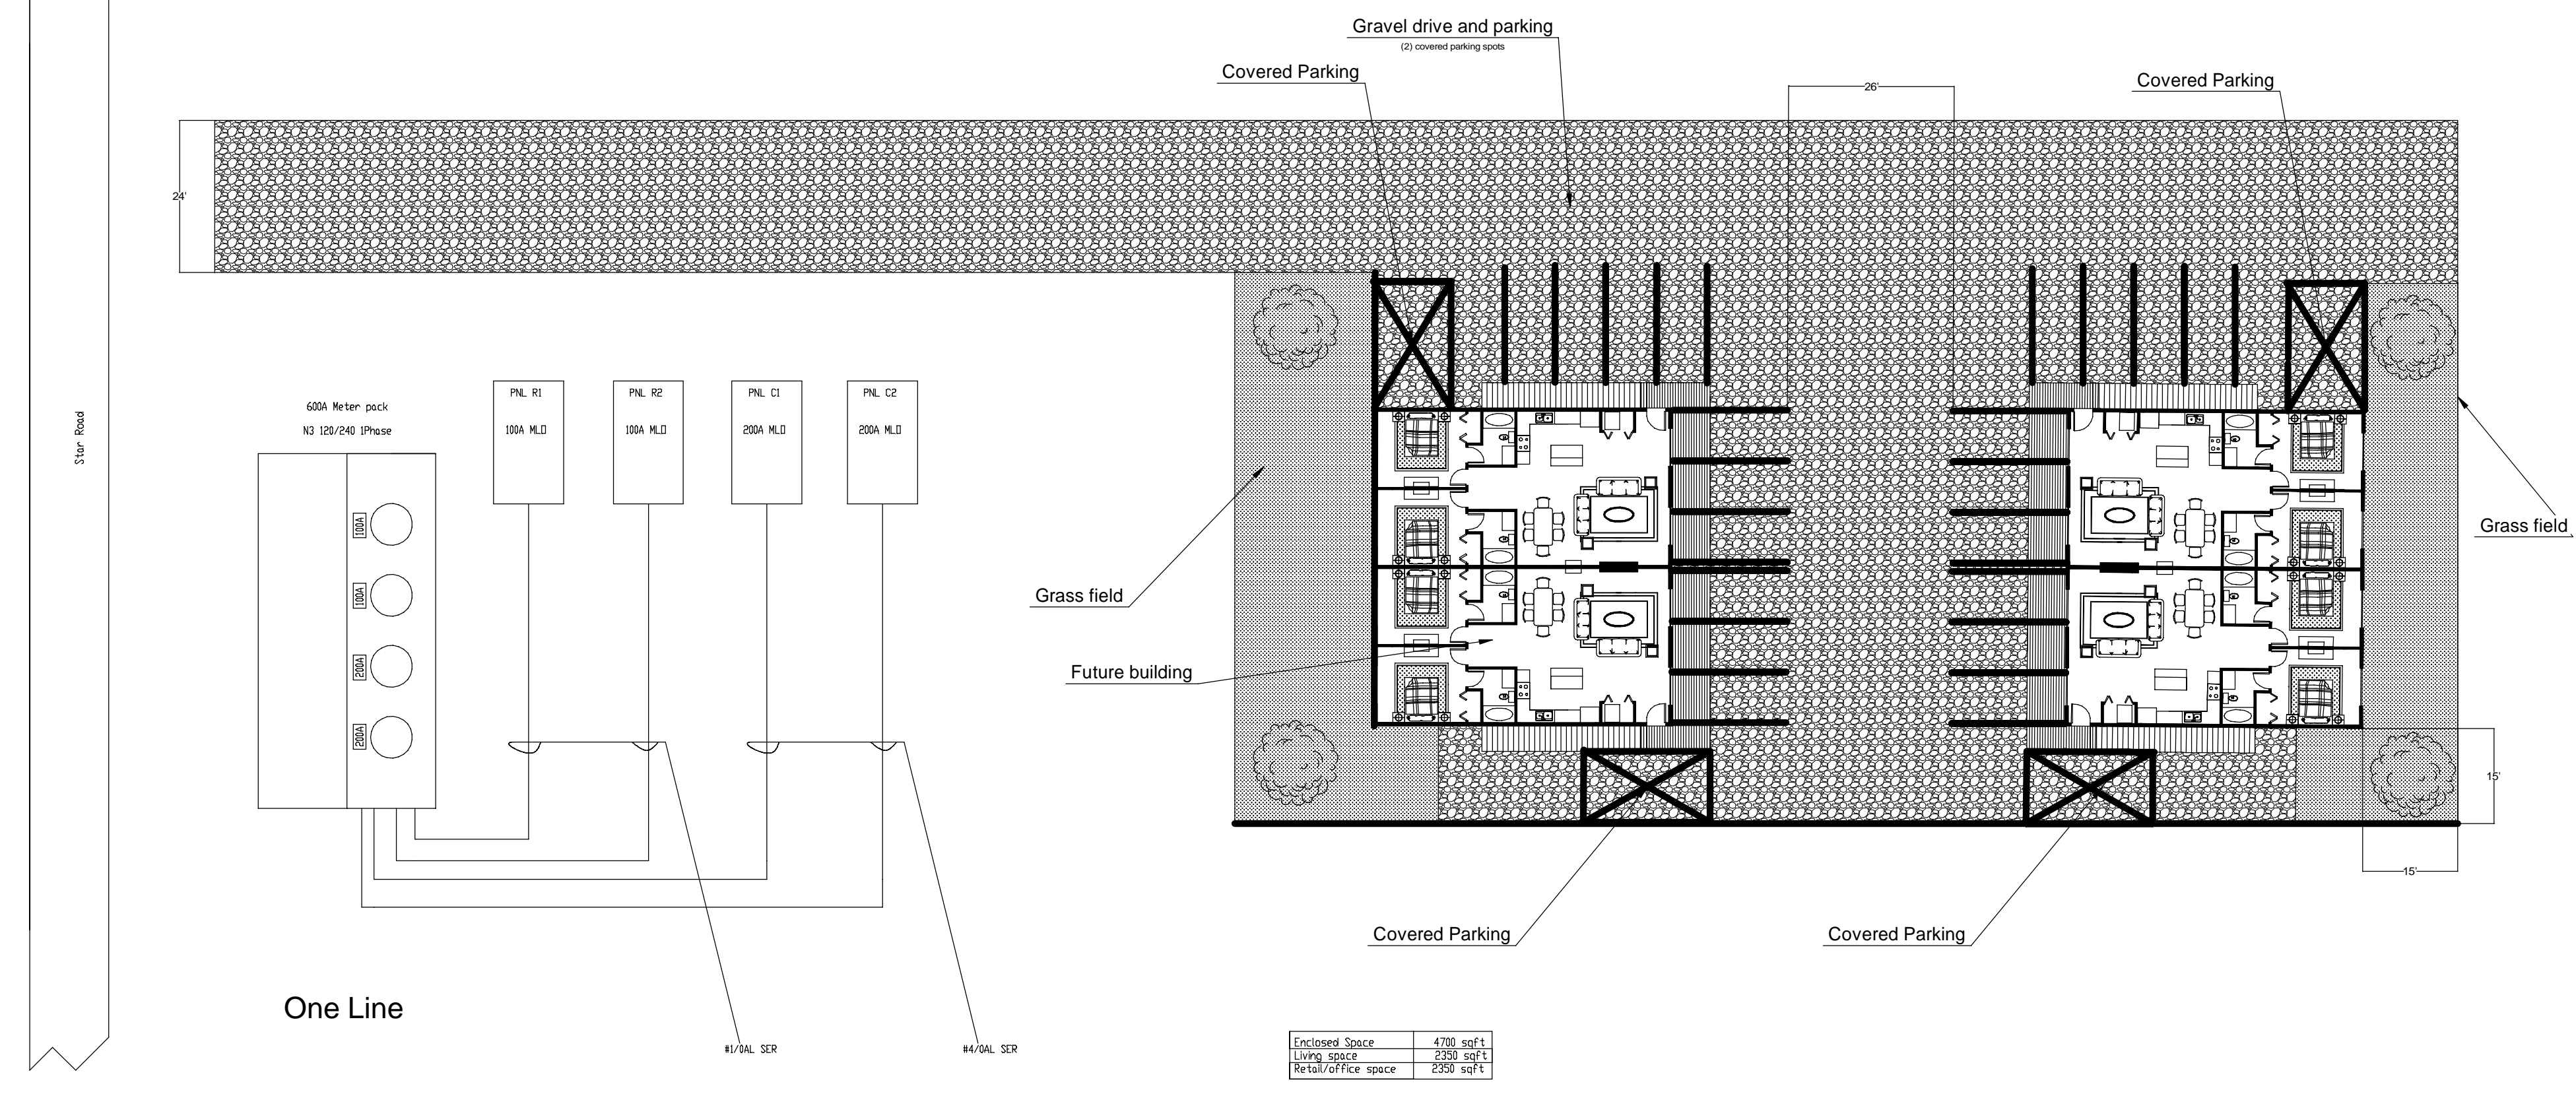 Gravel drive and parking
(2) covered parking spots
Covered Parking
Covered Parking
26'
24'
Star Road
600A Meter pack
N3 120/240 1Phase
PNL R1
100A MLO
PNL R2
100A MLO
PNL C1
200A MLO
PNL C2
200A MLO
100A
100A
200A
200A
Grass field
Grass field
Future building
15'
15'
Covered Parking
Covered Parking
One Line
#1/0AL SER
#4/0AL SER
Enclosed Space 4700 sqft
Living space 2350 sqft
Retail/office space 2350 sqft